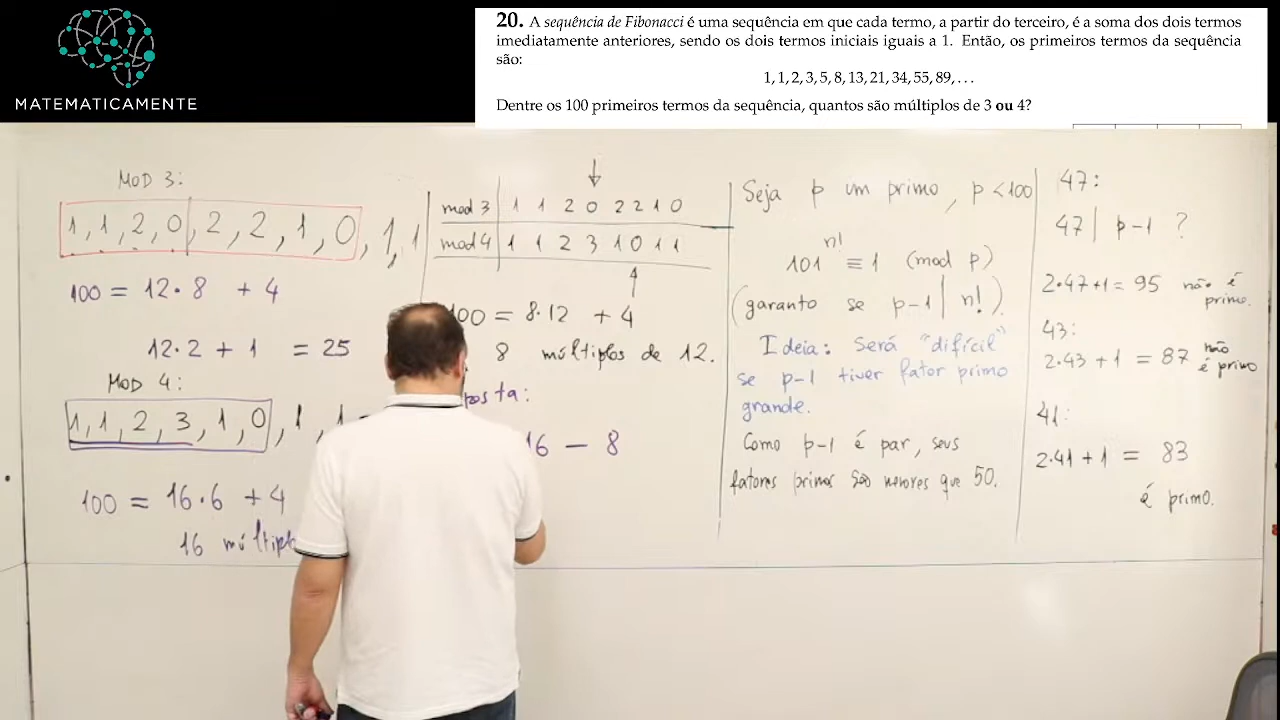 MATEMATICAMENTE
20. A sequência de Fibonacci é uma sequência em que cada termo, a partir do terceiro, é a soma dos dois termos
imediatamente anteriores, sendo os dois termos iniciais iguais a 1. Então, os primeiros termos da sequência
são:
1, 1, 2, 3, 5, 8, 13, 21, 34, 55, 89, . . .
Dentre os 100 primeiros termos da sequência, quantos são múltiplos de 3 ou 4?
MOD 3:
1, 1, 2, 0, 2, 2, 1, 0, 1, 1
100 = 12·8 + 4
12·2 + 1 = 25
MOD 4:
1, 1, 2, 3, 1, 0, 1, 1
100 = 16·6 + 4
16
mod 3 1 1 2 0 2 2 1 0
mod 4 1 1 2 3 1 0 1 1
100 = 8·12 + 4
8 múltiplos de 12.
16 - 8
Seja p um primo, p < 100
101^n! ≡ 1 (mod p)
(garanto se p-1 | n!).
Ideia: Será "difícil"
se p-1 tiver fator primo
grande.
Como p-1 é par, seus
fatores primos são menores que 50.
47:
47 | p-1 ?
2·47+1 = 95 não é
primo.
43:
2·43 + 1 = 87 não
é primo
41:
2·41 + 1 = 83
é primo.